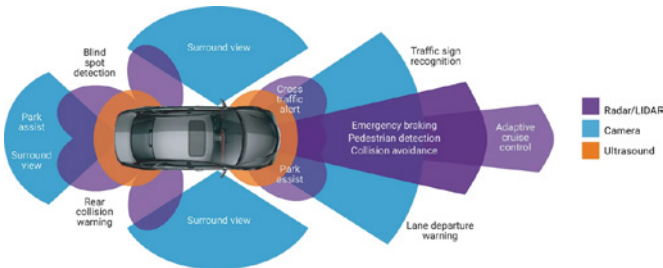 Surround view
Blind
spot
detection
Traffic sign
recognition
Cross
traffic
alert
Park
assist
Surround
view
Emergency braking
Pedestrian detection
Collision avoidance
Adaptive
cruise
control
Radar/LIDAR
Camera
Ultrasound
Park
assist
Rear
collision
warning
Surround view
Lane departure
warning